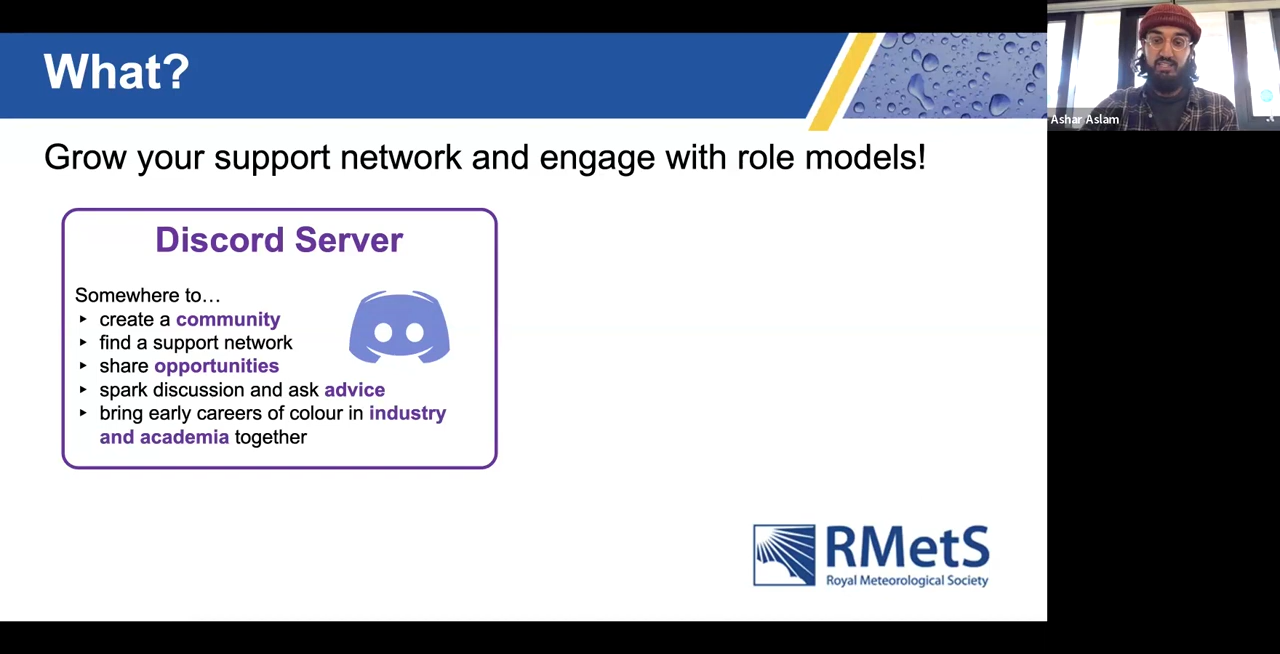 What?
Ashar Aslam
Grow your support network and engage with role models!
Discord Server
Somewhere to…
‣ create a community
‣ find a support network
‣ share opportunities
‣ spark discussion and ask advice
‣ bring early careers of colour in industry
and academia together
RMetS
Royal Meteorological Society